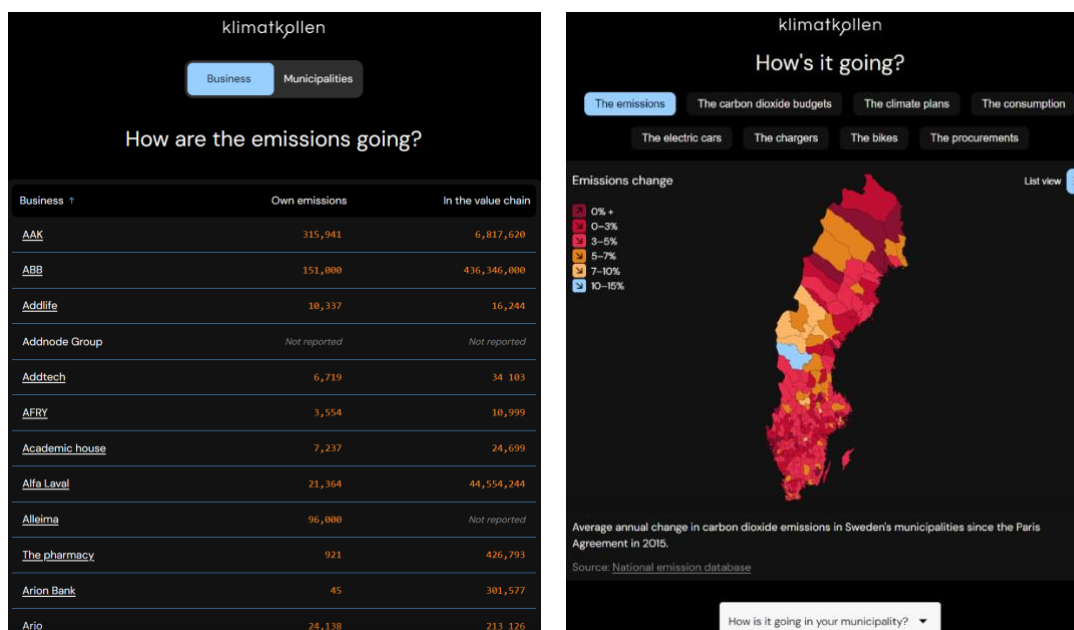 klimatkollen
Business Municipalities
How are the emissions going?
Business ↑ Own emissions In the value chain
AAK 315,941 6,817,620
ABB 151,000 436,346,000
Addlife 10,337 16,244
Addnode Group Not reported Not reported
Addtech 6,719 34 103
AFRY 3,554 10,999
Academic house 7,237 24,699
Alfa Laval 21,364 44,554,244
Alleima 96,000 Not reported
The pharmacy 921 426,793
Arion Bank 45 301,577
Arjo 24,138 213 126
klimatkollen
How's it going?
The emissions The carbon dioxide budgets The climate plans The consumption
The electric cars The chargers The bikes The procurements
Emissions change List view
0% +
0–3%
3–5%
5–7%
7–10%
10–15%
Average annual change in carbon dioxide emissions in Sweden's municipalities since the Paris
Agreement in 2015.
Source: National emission database
How is it going in your municipality?